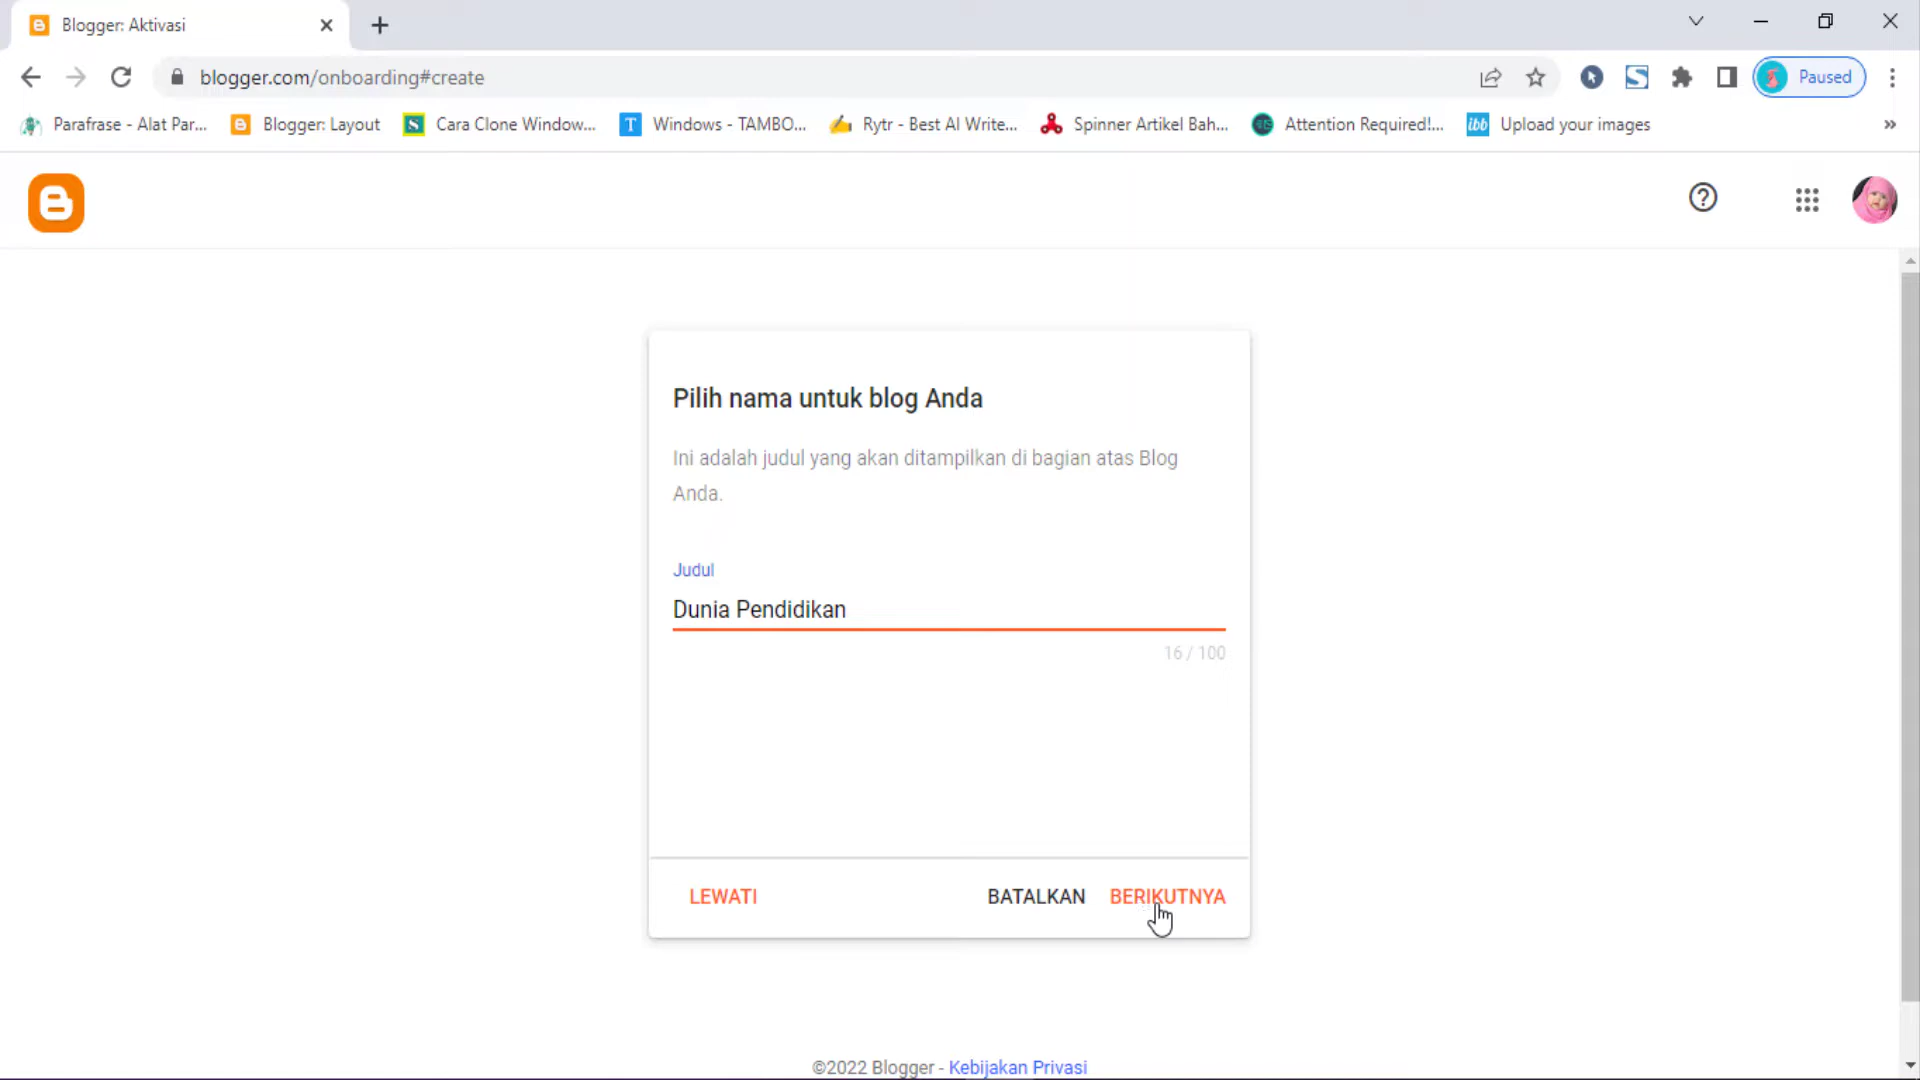 Blogger: Aktivasi
blogger.com/onboarding#create
Paused
Parafrase - Alat Par... Blogger: Layout Cara Clone Window... Windows - TAMBO... Rytr - Best AI Write... Spinner Artikel Bah... Attention Required!... Upload your images »
Pilih nama untuk blog Anda
Ini adalah judul yang akan ditampilkan di bagian atas Blog
Anda.
Judul
Dunia Pendidikan
16 / 100
LEWATI BATALKAN BERIKUTNYA
©2022 Blogger - Kebijakan Privasi